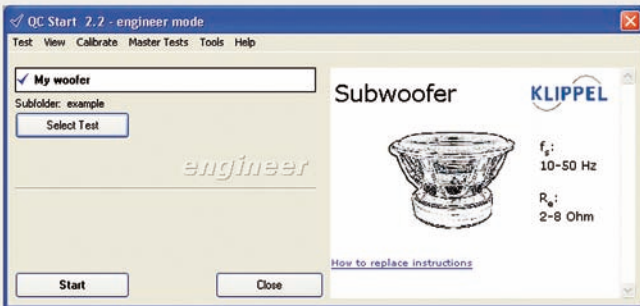 QC Start 2.2 - engineer mode
Test View Calibrate Master Tests Tools Help
My woofer
Subfolder: example
Select Test
engineer
Start
Close
Subwoofer
KLIPPEL
fs:
10-50 Hz
Re:
2-8 Ohm
How to replace instructions